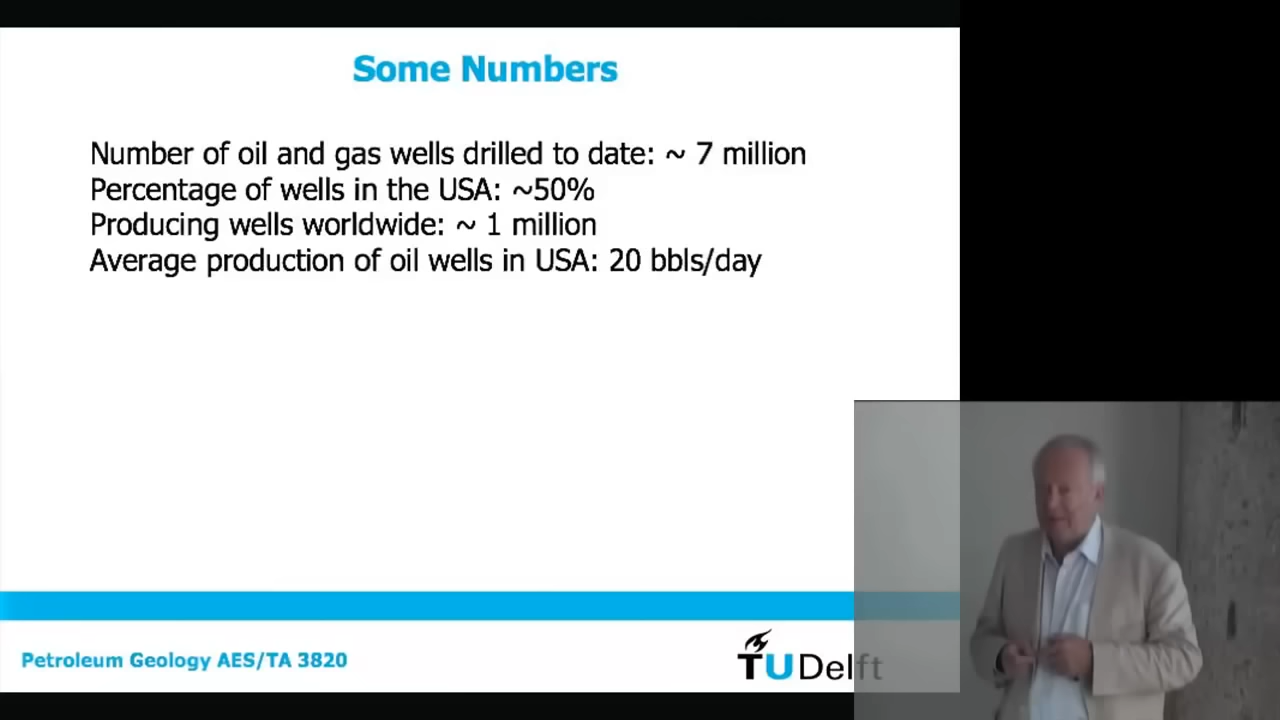 Some Numbers
Number of oil and gas wells drilled to date: ~ 7 million
Percentage of wells in the USA: ~50%
Producing wells worldwide: ~ 1 million
Average production of oil wells in USA: 20 bbls/day
Petroleum Geology AES/TA 3820
TUDelft